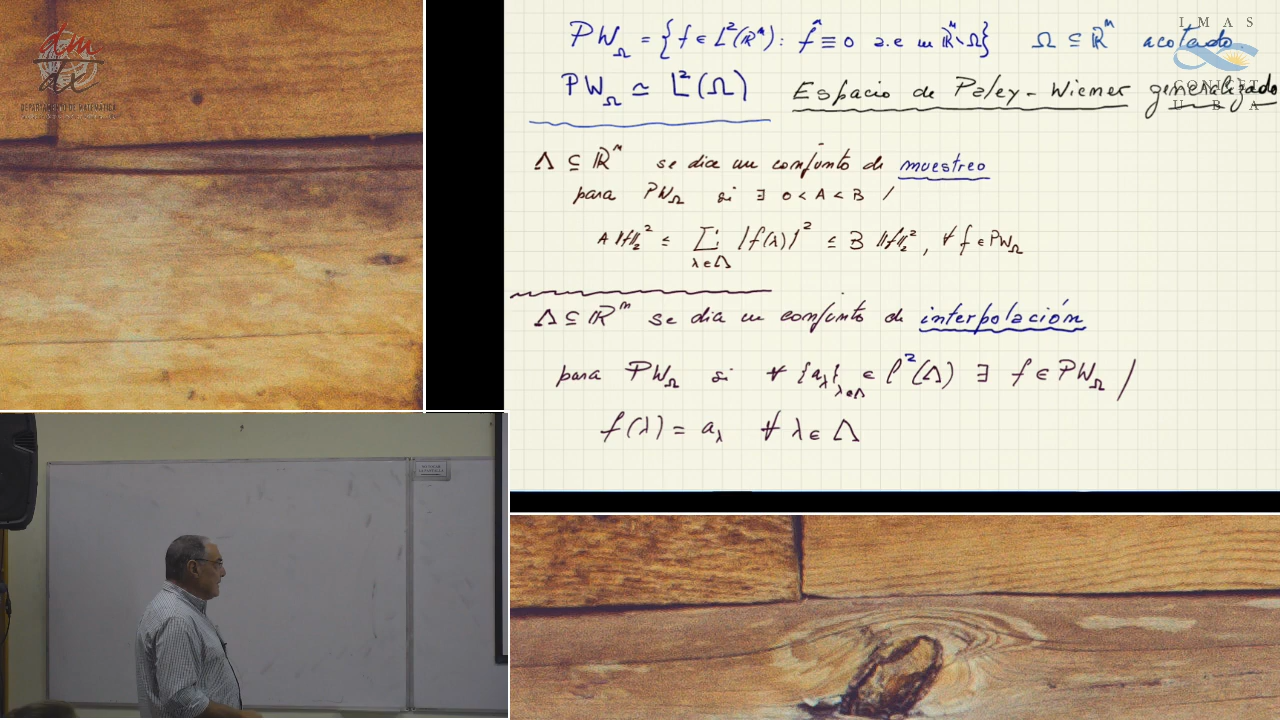 PW_Ω = {f ∈ L²(ℝⁿ) : f̂ ≡ 0 a.e en ℝⁿ\Ω}   Ω ⊆ ℝⁿ acotado.
PW_Ω ≃ L²(Ω)   Espacio de Paley-Wiener generalizado
Λ ⊆ ℝⁿ se dice un conjunto de muestreo
para PW_Ω si ∃ 0 < A < B /
A ‖f‖₂² ≤ ∑_{λ∈Λ} |f(λ)|² ≤ B ‖f‖₂², ∀ f ∈ PW_Ω
Λ ⊆ ℝⁿ se dice un conjunto de interpolación
para PW_Ω si ∀ {a_λ}_{λ∈Λ} ∈ l²(Λ) ∃ f ∈ PW_Ω /
f(λ) = a_λ ∀ λ ∈ Λ
IMAS
CONICET
UBA
DEPARTAMENTO DE MATEMATICA